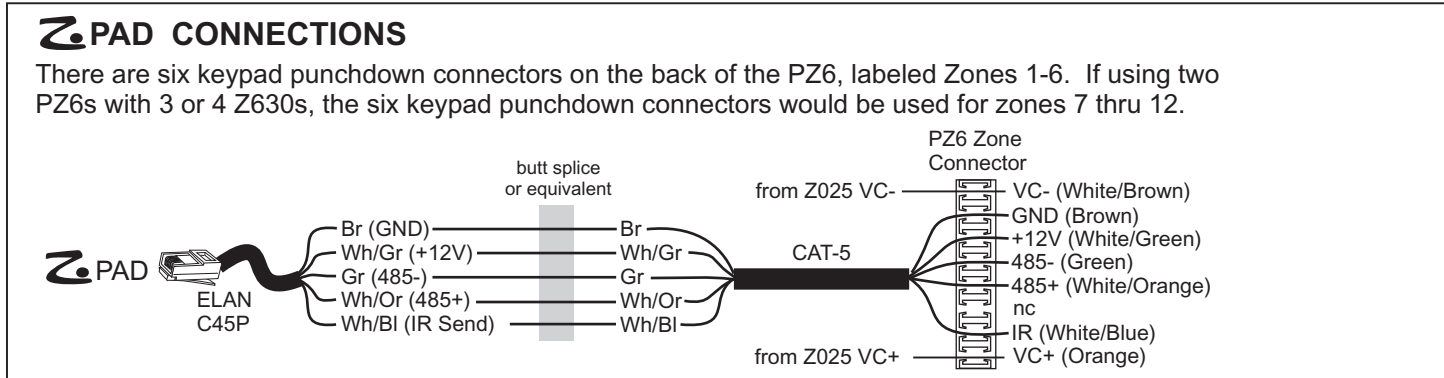 Z.PAD CONNECTIONS
There are six keypad punchdown connectors on the back of the PZ6, labeled Zones 1-6. If using two
PZ6s with 3 or 4 Z630s, the six keypad punchdown connectors would be used for zones 7 thru 12.
PZ6 Zone
Connector
butt splice
or equivalent
from Z025 VC-
VC- (White/Brown)
GND (Brown)
Br (GND)
Br
+12V (White/Green)
Wh/Gr (+12V)
Wh/Gr
CAT-5
485- (Green)
Z.PAD
Gr (485-)
Gr
485+ (White/Orange)
ELAN
C45P
Wh/Or (485+)
Wh/Or
nc
Wh/Bl (IR Send)
Wh/Bl
IR (White/Blue)
from Z025 VC+
VC+ (Orange)